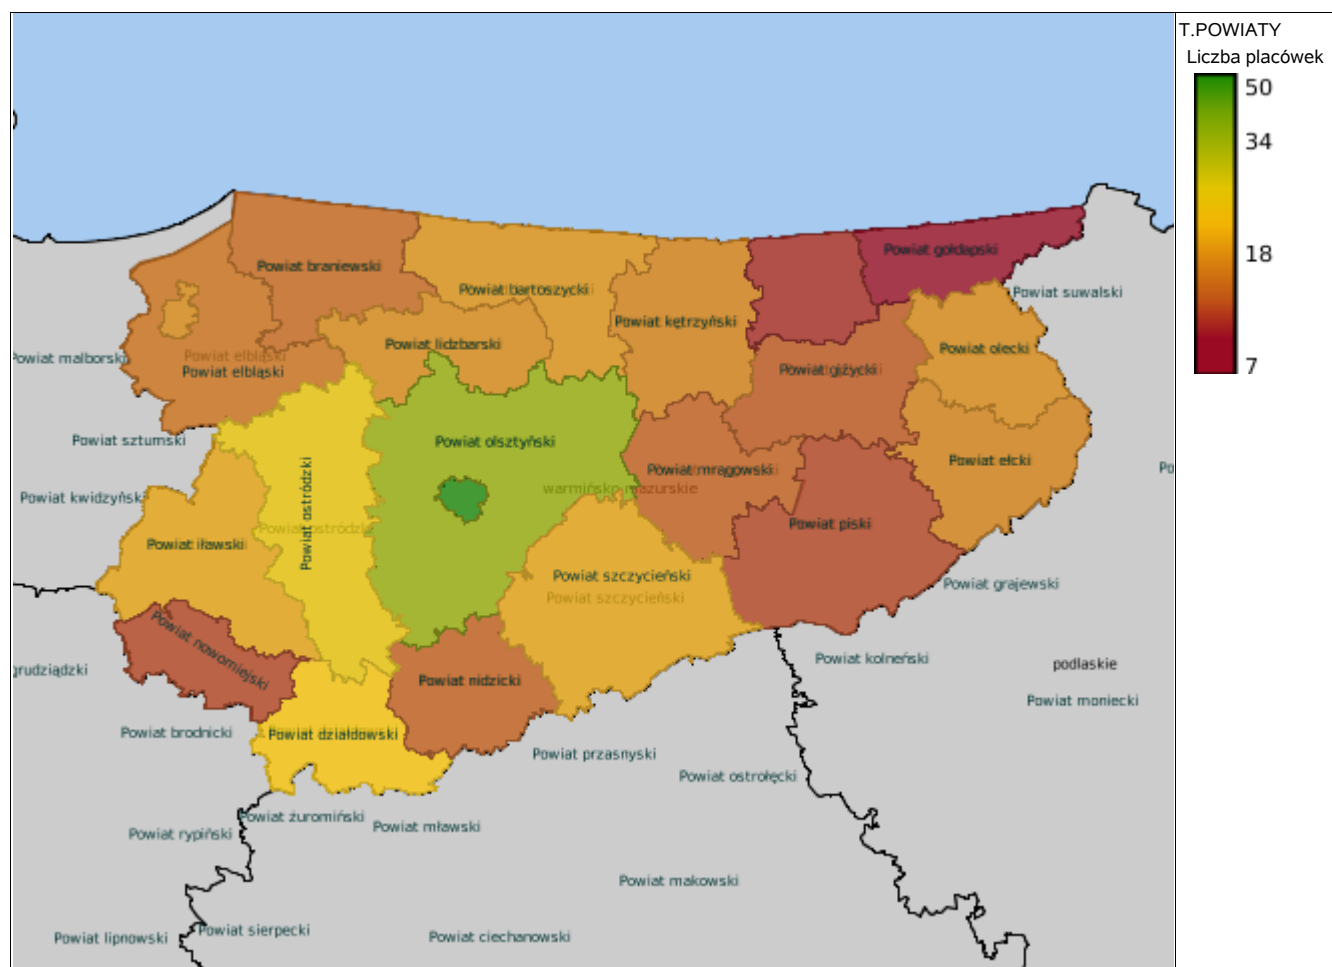 T.POWIATY
Liczba placówek
50
34
18
7
Powiat gołdapski
Powiat braniewski
Powiat bartoszycki
Powiat suwalski
Powiat kętrzyński
Powiat lidzbarski
Powiat olecki
Powiat malborski
Powiat elbląski
Powiat elbląski
Powiat giżycki
Powiat sztumski
Powiat olsztyński
Powiat ełcki
Powiat mrągowski
Po
warmińsko-mazurskie
Powiat kwidzyński
Powiat ostródzki
Powiat ostródzki
Powiat piski
Powiat iławski
Powiat szczycieński
Powiat szczycieński
Powiat grajewski
Powiat nowomiejski
grudziądzki
Powiat kolneński
podlaskie
Powiat nidzicki
Powiat moniecki
Powiat brodnicki
Powiat działdowski
Powiat przasnyski
Powiat ostrołęcki
Powiat żuromiński
Powiat mławski
Powiat rypiński
Powiat makowski
Powiat sierpecki
Powiat lipnowski
Powiat ciechanowski